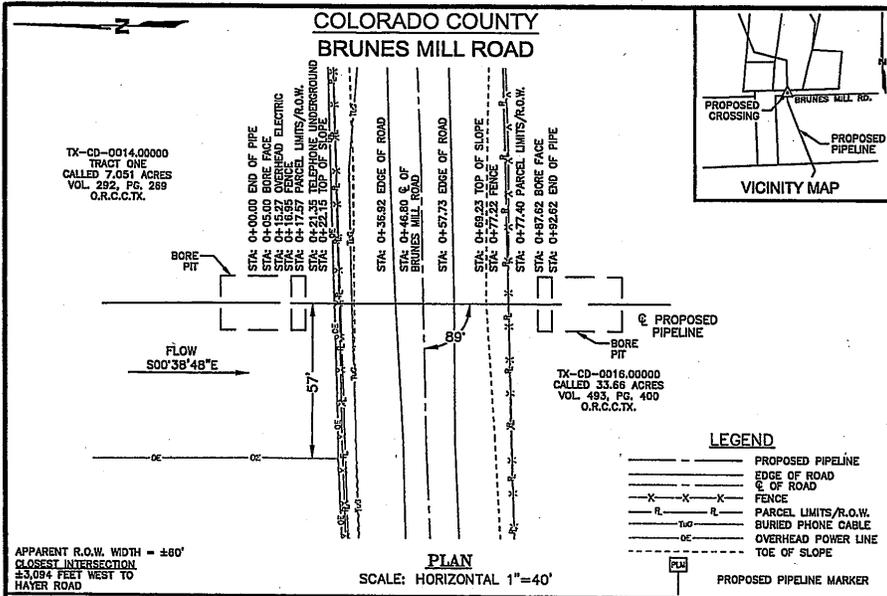 N
COLORADO COUNTY
BRUNES MILL ROAD
TX-CD-0014.00000
TRACT ONE
CALLED 7.051 ACRES
VOL. 292, PG. 269
O.R.C.C.TX.
STA: 0+00.00 END OF PIPE
STA: 0+05.00 BORE FACE
STA: 0+15.27 OVERHEAD ELECTRIC
STA: 0+16.95 FENCE
STA: 0+17.57 PARCEL LIMITS/R.O.W.
STA: 0+21.35 TELEPHONE UNDERGROUND
STA: 0+22.15 TOP OF SLOPE
STA: 0+36.92 EDGE OF ROAD
STA: 0+46.80 ℄ OF
BRUNES MILL ROAD
STA: 0+57.73 EDGE OF ROAD
STA: 0+69.23 TOP OF SLOPE
STA: 0+77.22 FENCE
STA: 0+77.40 PARCEL LIMITS/R.O.W.
STA: 0+87.62 BORE FACE
STA: 0+92.62 END OF PIPE
PROPOSED
CROSSING
BRUNES MILL RD.
PROPOSED
PIPELINE
N
VICINITY MAP
BORE
PIT
FLOW
S00°38'48"E
57'
89°
℄ PROPOSED
PIPELINE
BORE
PIT
TX-CD-0016.00000
CALLED 33.66 ACRES
VOL. 493, PG. 400
O.R.C.C.TX.
OE OE
LEGEND
PROPOSED PIPELINE
EDGE OF ROAD
℄ OF ROAD
X X X FENCE
PL PL PARCEL LIMITS/R.O.W.
TUG BURIED PHONE CABLE
OE OVERHEAD POWER LINE
TOE OF SLOPE
PLM PROPOSED PIPELINE MARKER
APPARENT R.O.W. WIDTH = ±60'
CLOSEST INTERSECTION
±3,094 FEET WEST TO
HAYER ROAD
PLAN
SCALE: HORIZONTAL 1"=40'